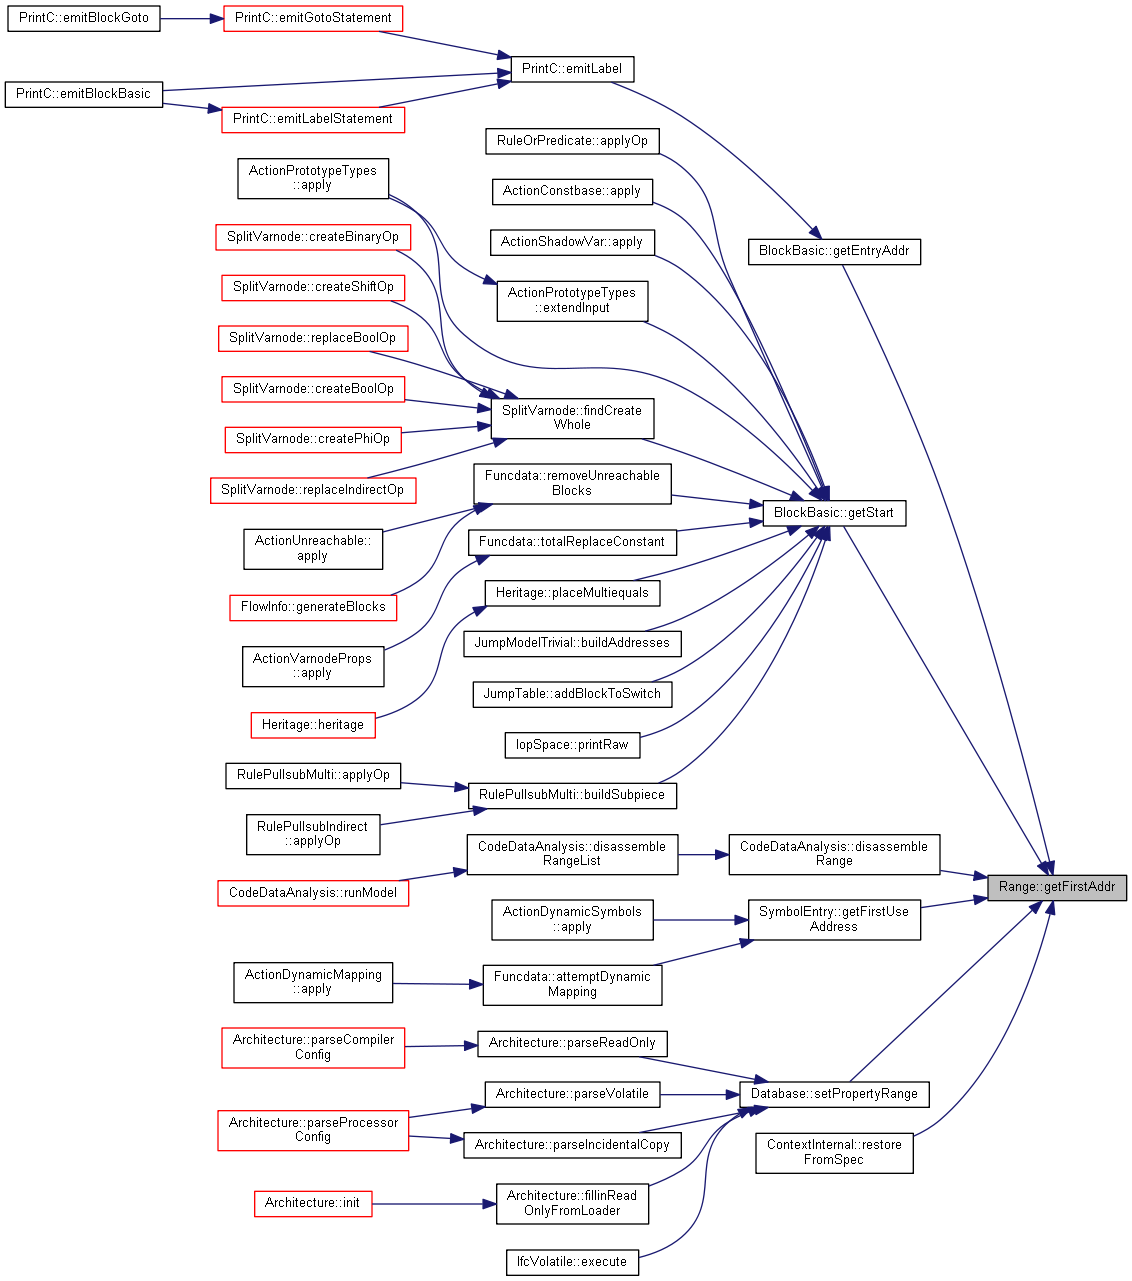 PrintC::emitBlockGoto
PrintC::emitGotoStatement
PrintC::emitLabel
PrintC::emitBlockBasic
PrintC::emitLabelStatement
RuleOrPredicate::applyOp
ActionPrototypeTypes
::apply
ActionConstbase::apply
SplitVarnode::createBinaryOp
ActionShadowVar::apply
BlockBasic::getEntryAddr
SplitVarnode::createShiftOp
ActionPrototypeTypes
::extendInput
SplitVarnode::replaceBoolOp
SplitVarnode::createBoolOp
SplitVarnode::findCreate
Whole
SplitVarnode::createPhiOp
SplitVarnode::replaceIndirectOp
Funcdata::removeUnreachable
Blocks
BlockBasic::getStart
ActionUnreachable::
apply
Funcdata::totalReplaceConstant
FlowInfo::generateBlocks
Heritage::placeMultiequals
JumpModelTrivial::buildAddresses
ActionVarnodeProps
::apply
JumpTable::addBlockToSwitch
Heritage::heritage
IopSpace::printRaw
RulePullsubMulti::applyOp
RulePullsubMulti::buildSubpiece
RulePullsubIndirect
::applyOp
CodeDataAnalysis::disassemble
RangeList
CodeDataAnalysis::disassemble
Range
CodeDataAnalysis::runModel
Range::getFirstAddr
ActionDynamicSymbols
::apply
SymbolEntry::getFirstUse
Address
ActionDynamicMapping
::apply
Funcdata::attemptDynamic
Mapping
Architecture::parseCompiler
Config
Architecture::parseReadOnly
Architecture::parseVolatile
Database::setPropertyRange
Architecture::parseProcessor
Config
Architecture::parseIncidentalCopy
ContextInternal::restore
FromSpec
Architecture::init
Architecture::fillinRead
OnlyFromLoader
IfcVolatile::execute